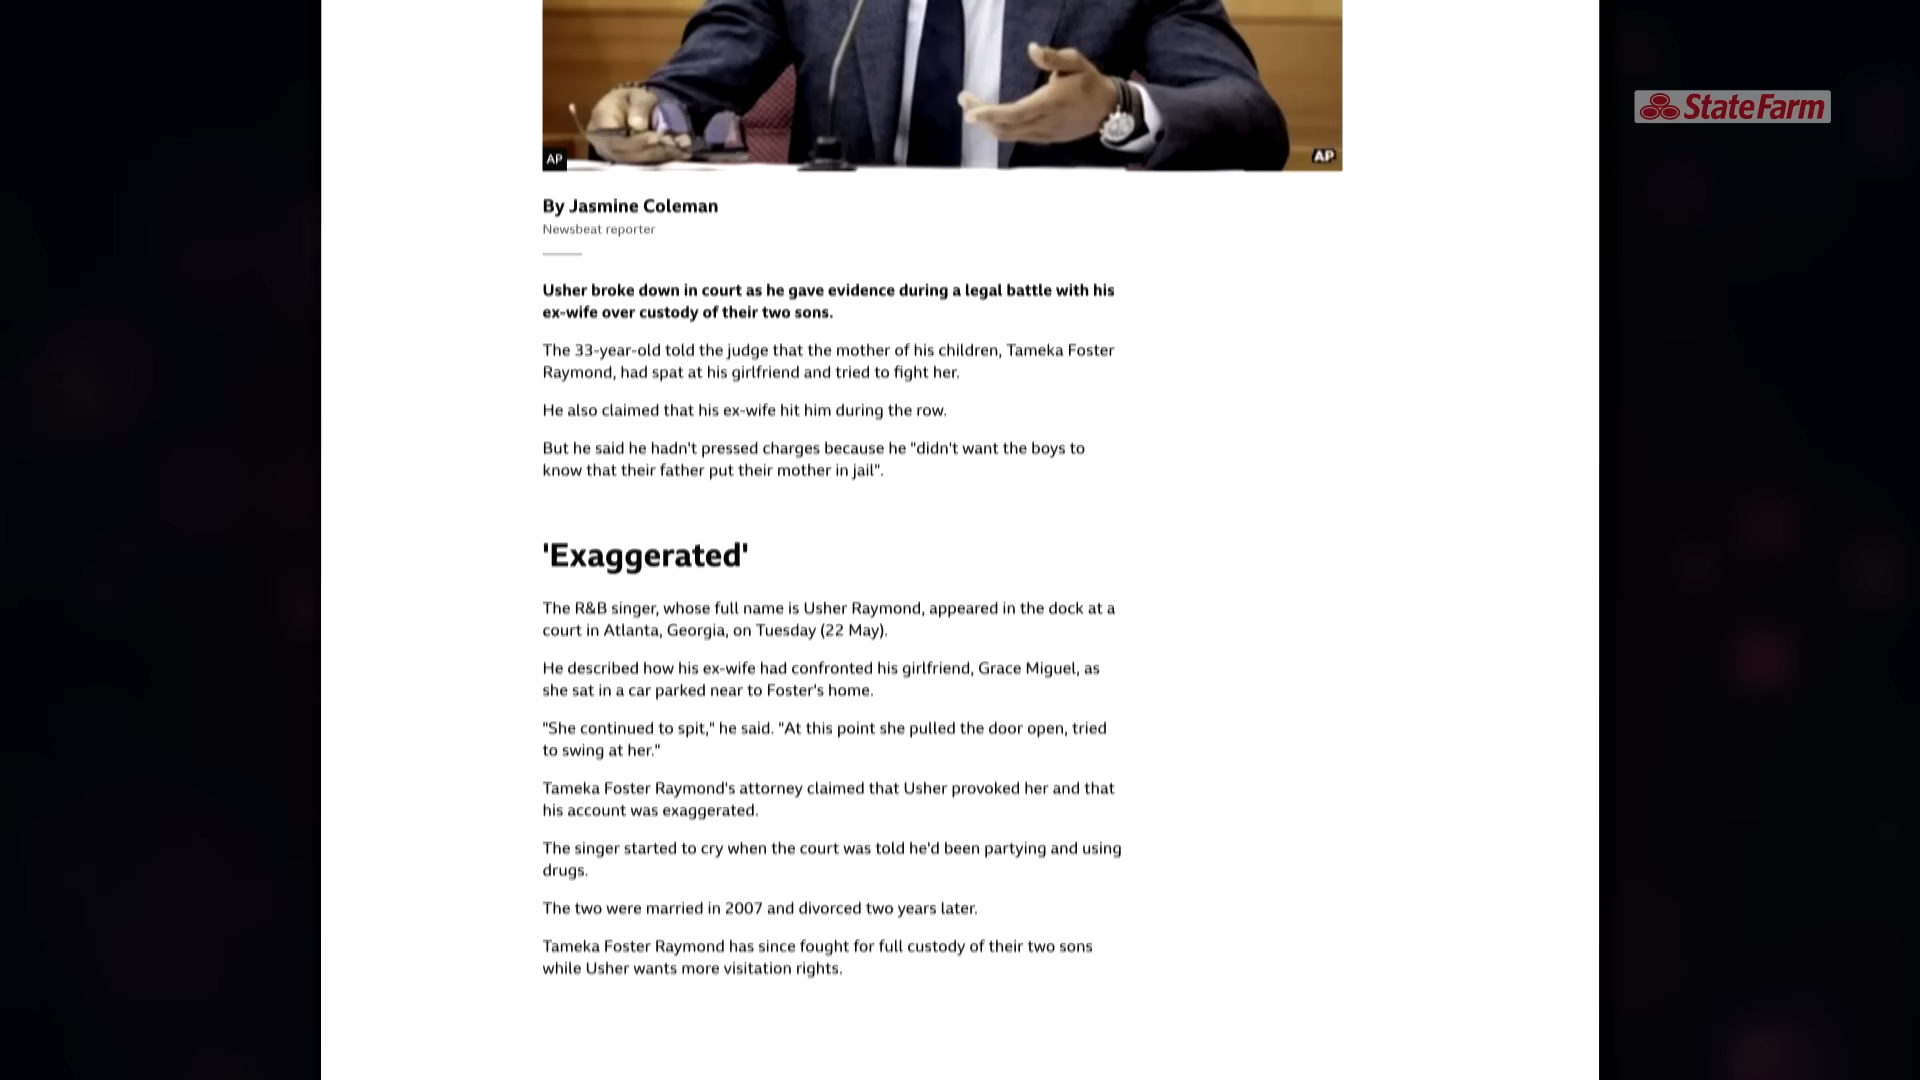 StateFarm
AP
AP
By Jasmine Coleman
Newsbeat reporter
Usher broke down in court as he gave evidence during a legal battle with his
ex-wife over custody of their two sons.
The 33-year-old told the judge that the mother of his children, Tameka Foster
Raymond, had spat at his girlfriend and tried to fight her.
He also claimed that his ex-wife hit him during the row.
But he said he hadn't pressed charges because he "didn't want the boys to
know that their father put their mother in jail".
'Exaggerated'
The R&B singer, whose full name is Usher Raymond, appeared in the dock at a
court in Atlanta, Georgia, on Tuesday (22 May).
He described how his ex-wife had confronted his girlfriend, Grace Miguel, as
she sat in a car parked near to Foster's home.
"She continued to spit," he said. "At this point she pulled the door open, tried
to swing at her."
Tameka Foster Raymond's attorney claimed that Usher provoked her and that
his account was exaggerated.
The singer started to cry when the court was told he'd been partying and using
drugs.
The two were married in 2007 and divorced two years later.
Tameka Foster Raymond has since fought for full custody of their two sons
while Usher wants more visitation rights.